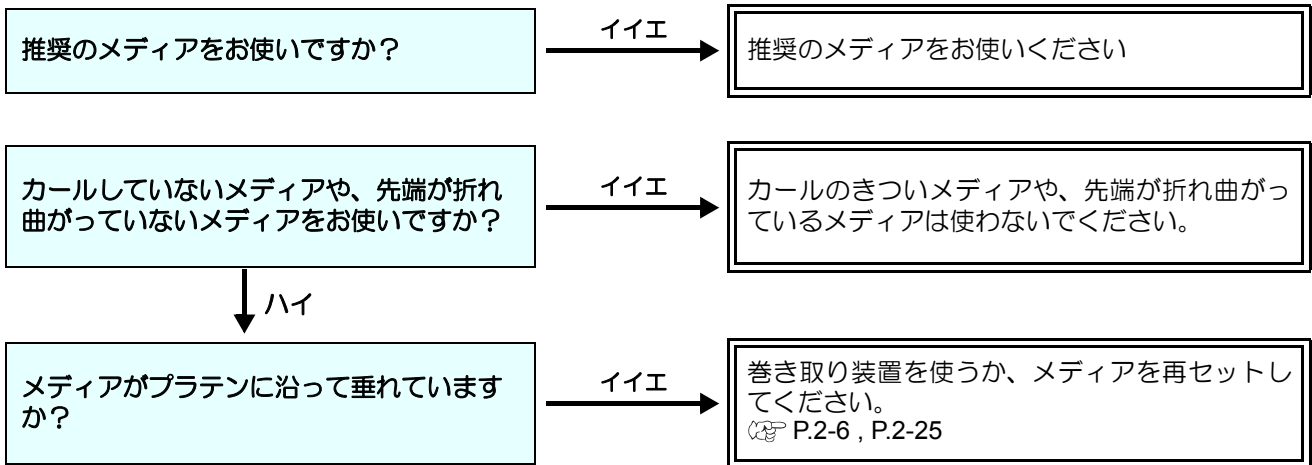 推奨のメディアをお使いですか？
イイエ
推奨のメディアをお使いください
カールしていないメディアや、先端が折れ
曲がっていないメディアをお使いですか？
イイエ
カールのきついメディアや、先端が折れ曲がっ
ているメディアは使わないでください。
ハイ
メディアがプラテンに沿って垂れています
か？
イイエ
巻き取り装置を使うか、メディアを再セットし
てください。
P.2-6 , P.2-25